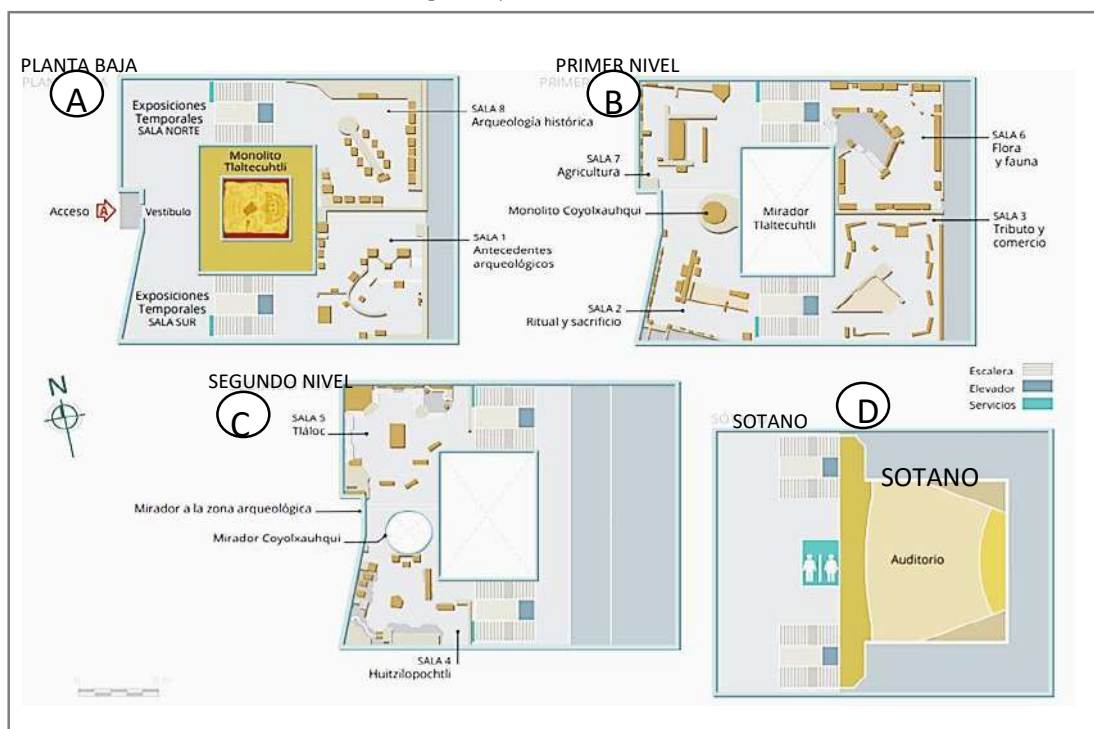 PLANTA BAJA
A
Exposiciones
Temporales
SALA NORTE
SALA 8
Arqueología histórica
Monolito
Tlaltecuhtli
Acceso
A
Vestíbulo
SALA 1
Antecedentes
arqueológicos
Exposiciones
Temporales
SALA SUR
PRIMER NIVEL
B
SALA 6
Flora
y fauna
SALA 7
Agricultura
Monolito Coyolxauhqui
Mirador
Tlaltecuhtli
SALA 3
Tributo y
comercio
SALA 2
Ritual y sacrificio
N
SEGUNDO NIVEL
C
SALA 5
Tláloc
Mirador a la zona arqueológica
Mirador Coyolxauhqui
SALA 4
Huitzilopochtli
Escalera
Elevador
Servicios
D
SOTANO
SOTANO
Auditorio